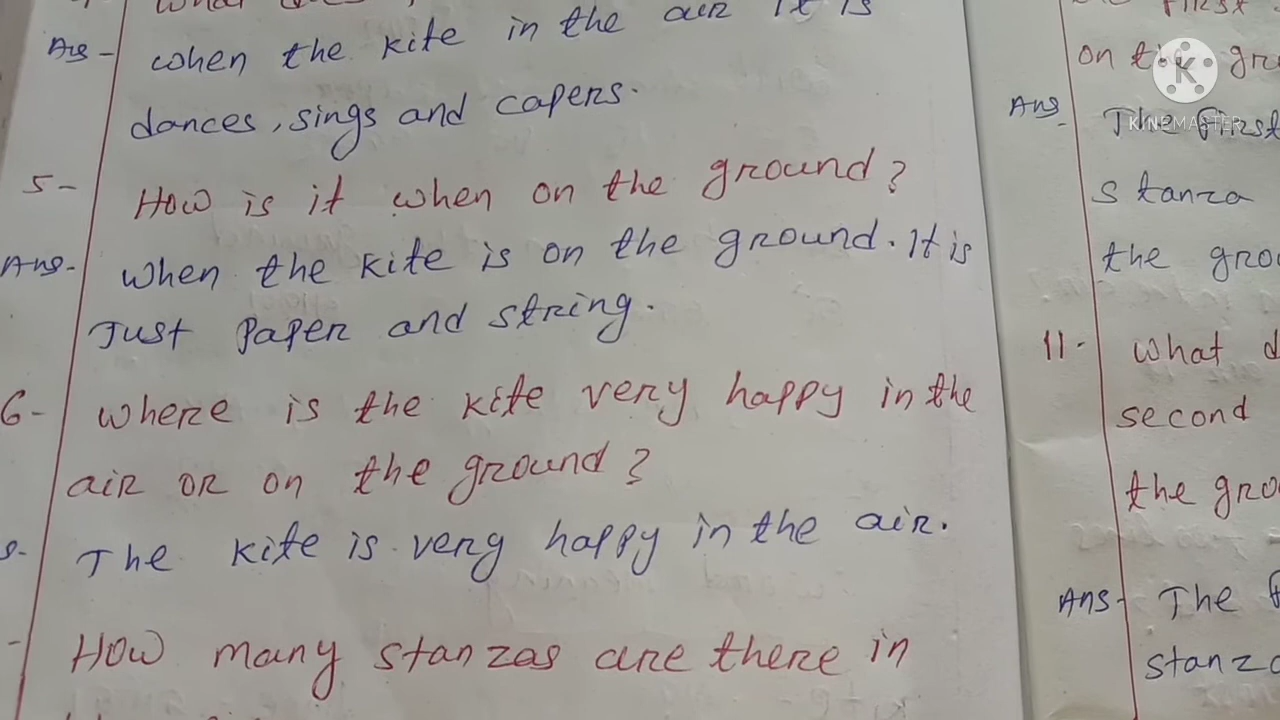 Ans - when the kite in the air it is
dances, sings and capers.
5- How is it when on the ground?
Ans- when the kite is on the ground. It is
Just Paper and string.
6- where is the kite very happy in the
air or on the ground?
The kite is very happy in the air.
How many stanzas are there in
on the
Ans The First
stanza
the
11- what
second
the
Ans- The
K
KINEMASTER